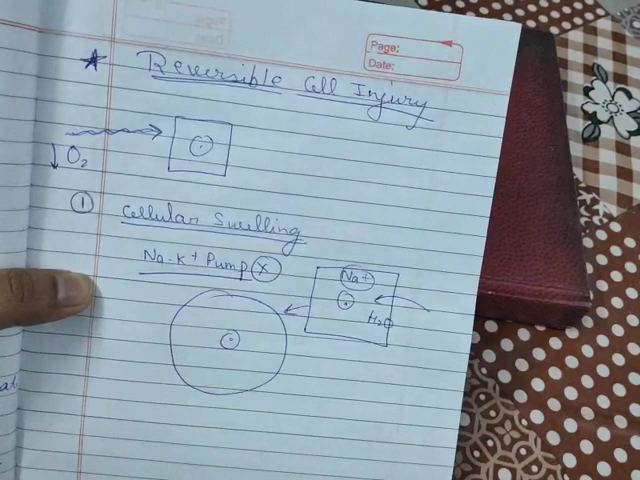 Page:
Date:
★ Reversible Cell Injury
↓ O₂
① Cellular Swelling
Na-K+ Pump ⓧ
Na+
H₂O